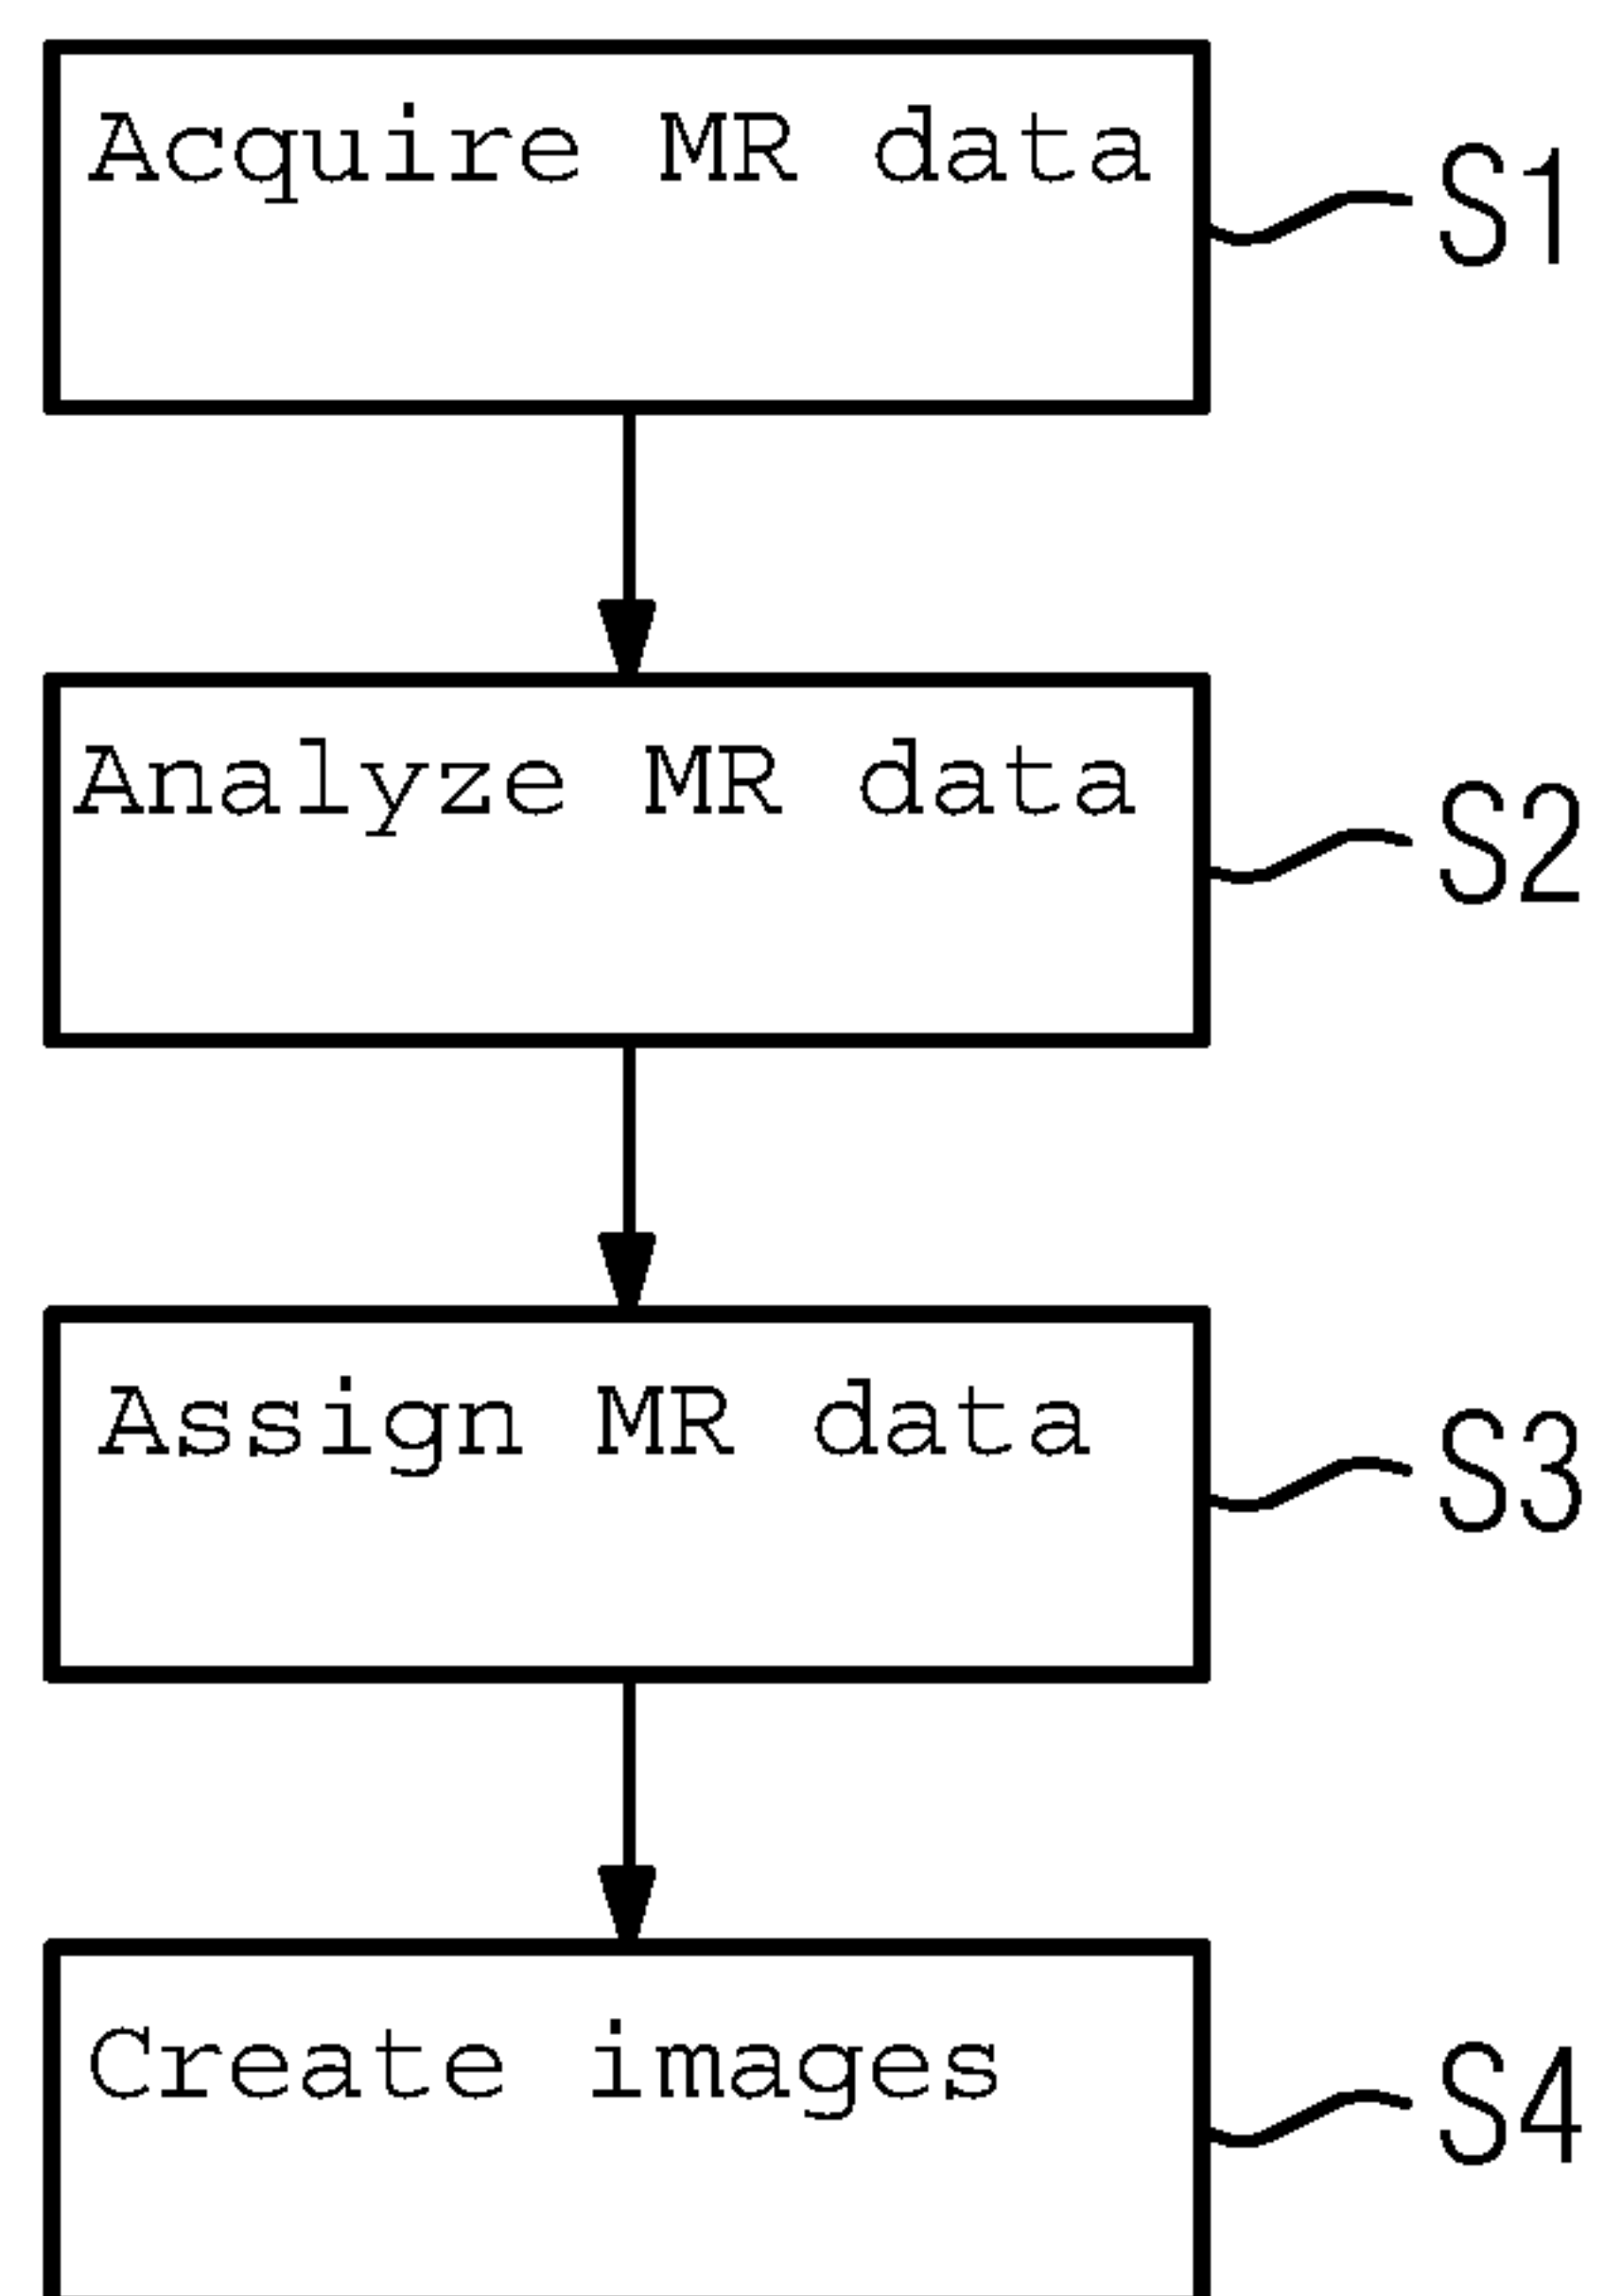 Acquire MR data
S1
Analyze MR data
S2
Assign MR data
S3
Create images
S4